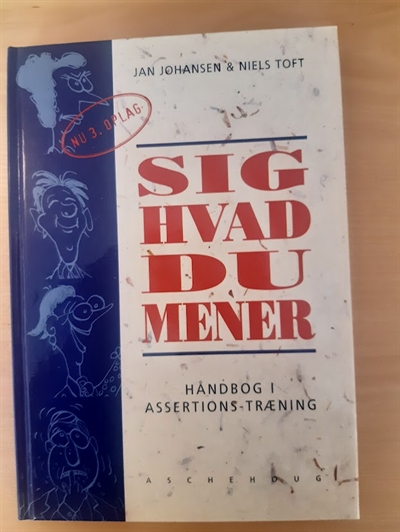 JAN JOHANSEN & NIELS TOFT
NU 3. OPLAG.
SIG
HVAD
DU
MENER
HÅNDBOG I
ASSERTIONS-TRÆNING
ASCHEHOUG